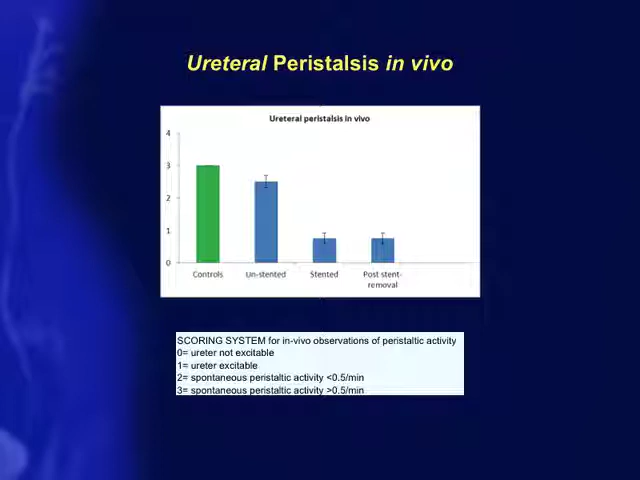 Ureteral Peristalsis in vivo
Ureteral peristalsis in vivo
4
3
2
1
0
Controls Un-stented Stented Post stent-
removal
SCORING SYSTEM for in-vivo observations of peristaltic activity
0= ureter not excitable
1= ureter excitable
2= spontaneous peristaltic activity <0.5/min
3= spontaneous peristaltic activity >0.5/min